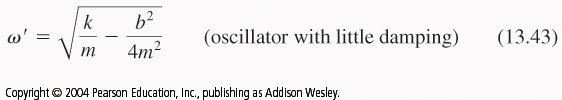 ω′ = √(k/m − b²/4m²) (oscillator with little damping) (13.43)
Copyright © 2004 Pearson Education, Inc., publishing as Addison Wesley.